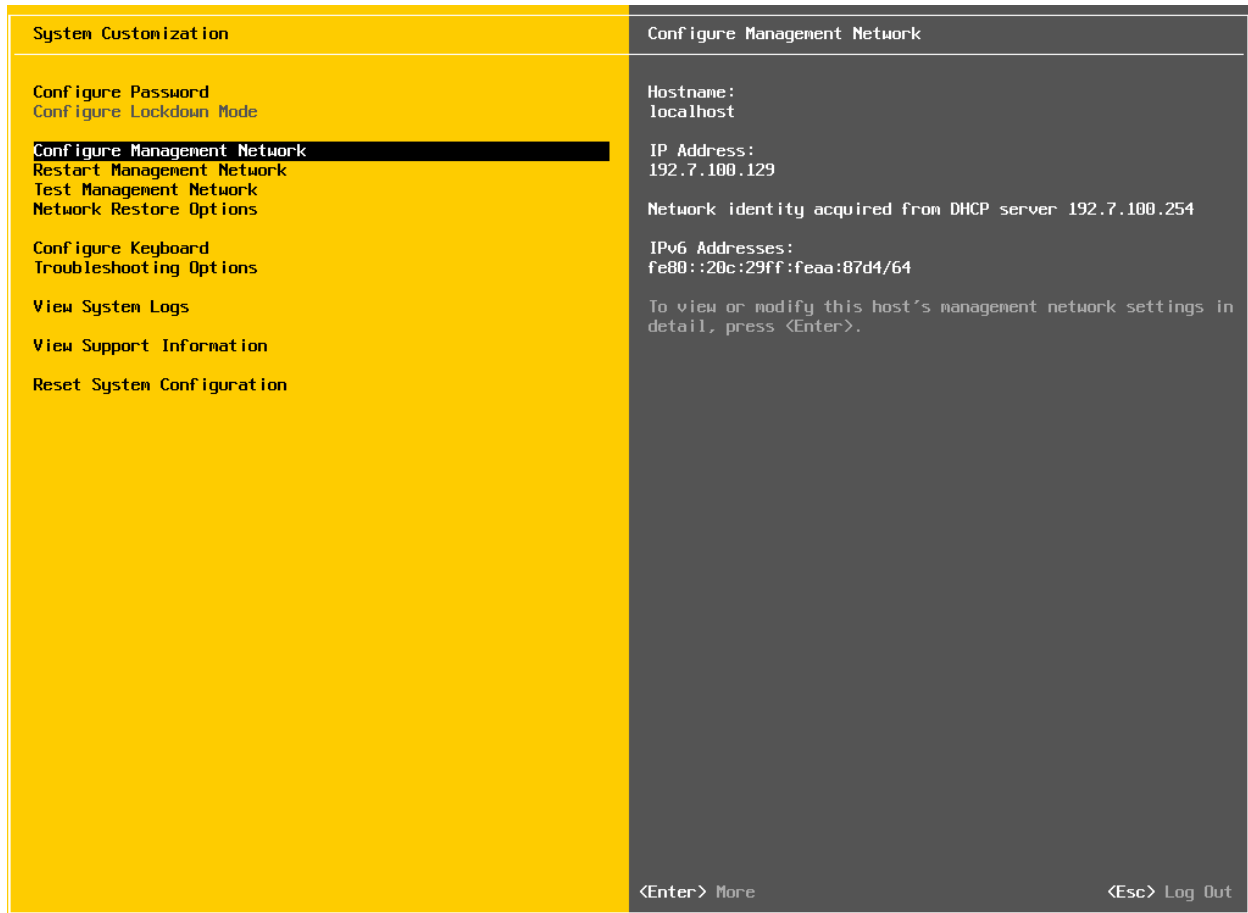 System Customization
Configure Password
Configure Lockdown Mode
Configure Management Network
Restart Management Network
Test Management Network
Network Restore Options
Configure Keyboard
Troubleshooting Options
View System Logs
View Support Information
Reset System Configuration
Configure Management Network
Hostname:
localhost
IP Address:
192.7.100.129
Network identity acquired from DHCP server 192.7.100.254
IPv6 Addresses:
fe80::20c:29ff:feaa:87d4/64
To view or modify this host's management network settings in
detail, press <Enter>.
<Enter> More
<Esc> Log Out